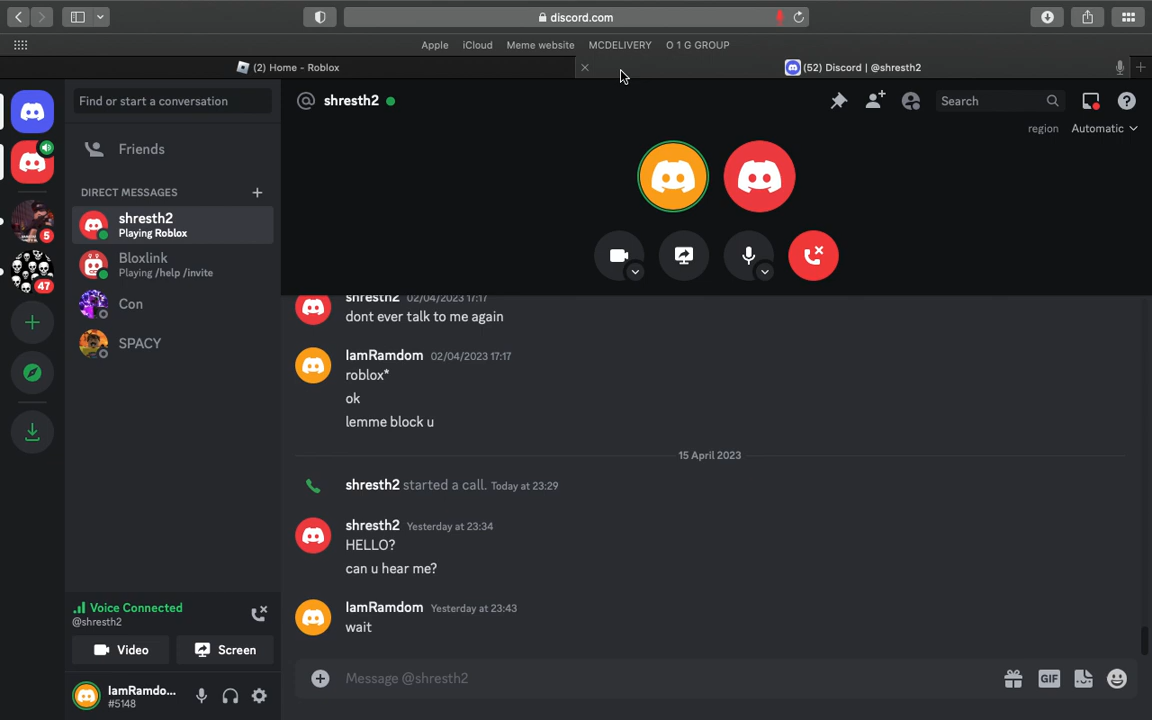 discord.com
Apple iCloud Meme website MCDELIVERY O 1 G GROUP
(2) Home - Roblox
(52) Discord | @shresth2
Find or start a conversation
shresth2
Search
region Automatic
Friends
DIRECT MESSAGES
shresth2
Playing Roblox
Bloxlink
Playing /help /invite
Con
SPACY
5
47
shresth2 02/04/2023 17:17
dont ever talk to me again
IamRamdom 02/04/2023 17:17
roblox*
ok
lemme block u
15 April 2023
shresth2 started a call. Today at 23:29
shresth2 Yesterday at 23:34
HELLO?
can u hear me?
IamRamdom Yesterday at 23:43
wait
Voice Connected
@shresth2
Video Screen
IamRamdo...
#5148
Message @shresth2
GIF